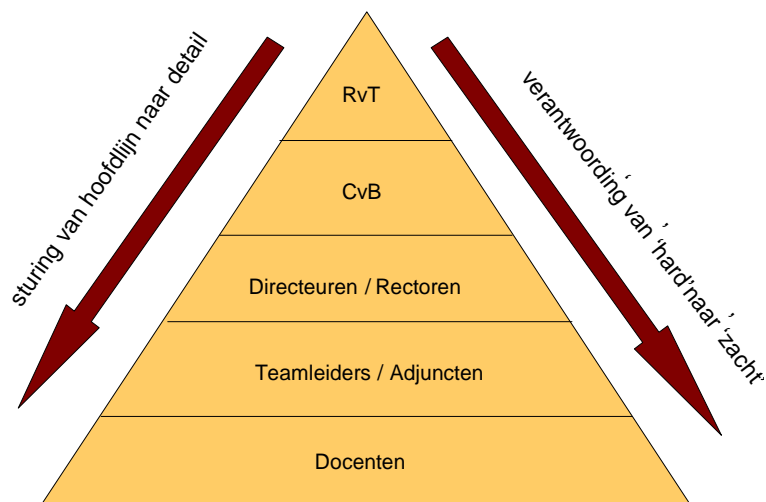 RvT
CvB
Directeuren / Rectoren
Teamleiders / Adjuncten
Docenten
sturing van hoofdlijn naar detail
verantwoording ‘van’ ‘hard’ naar ‘zacht’